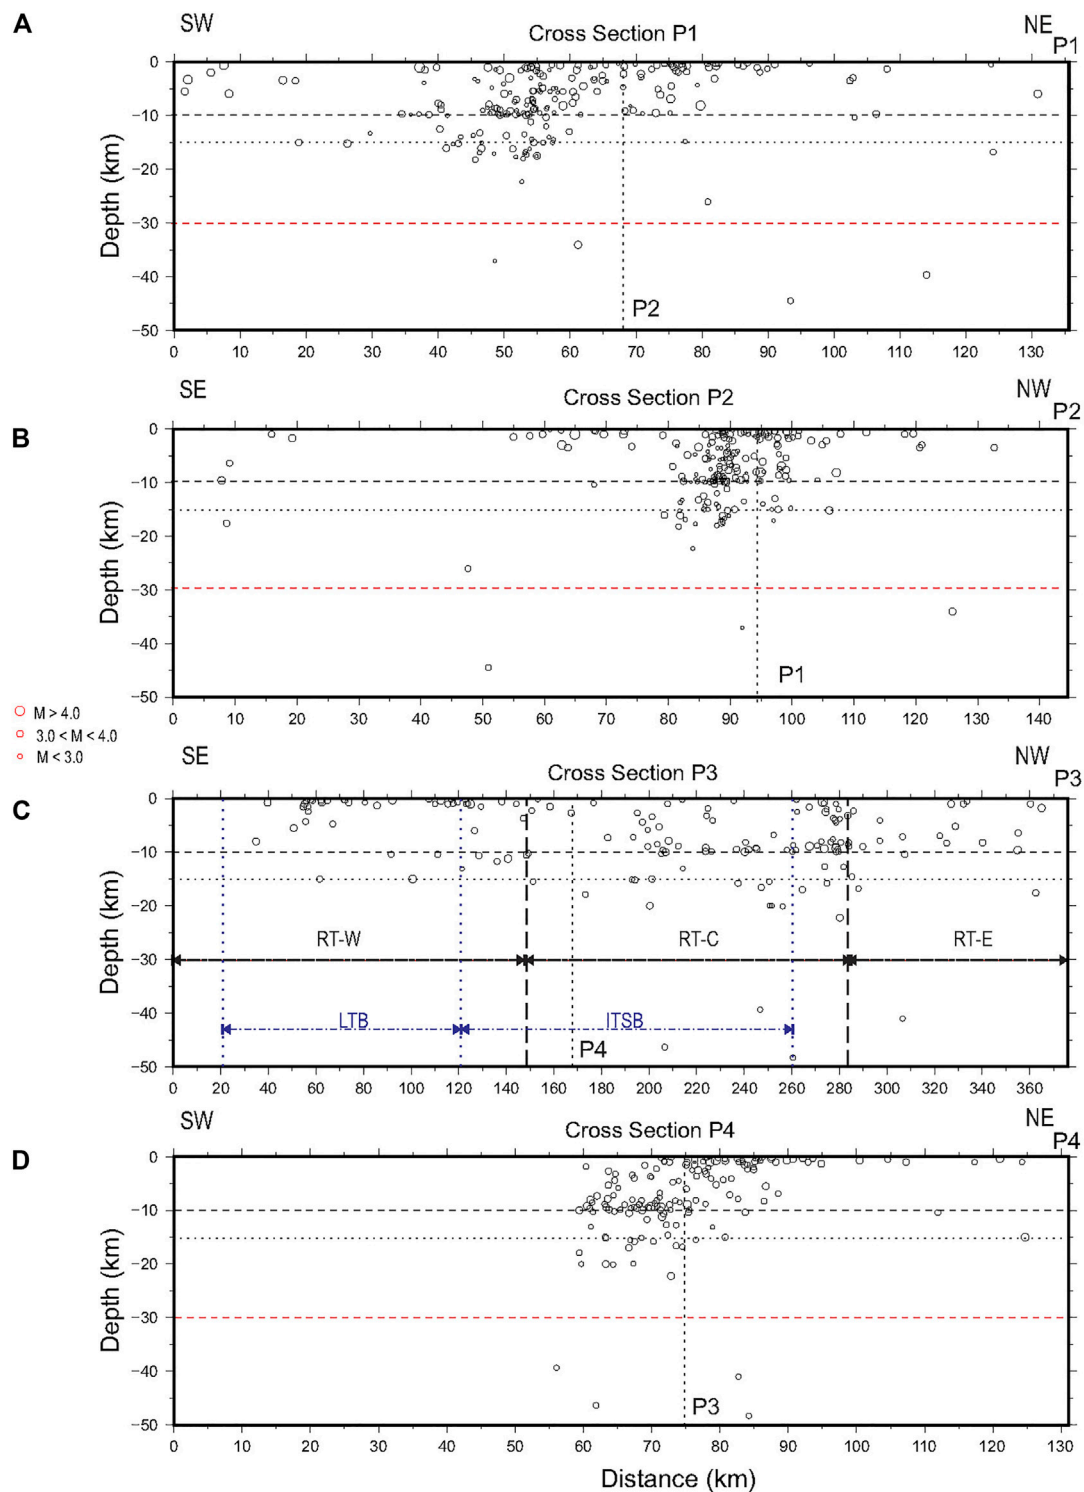 A
SW
Cross Section P1
NE
P1
0
−10
−20
−30
−40
−50
Depth (km)
P2
0 10 20 30 40 50 60 70 80 90 100 110 120 130
B
SE
Cross Section P2
NW
P2
0
−10
−20
−30
−40
−50
Depth (km)
P1
0 10 20 30 40 50 60 70 80 90 100 110 120 130 140
M > 4.0
3.0 < M < 4.0
M < 3.0
C
SE
Cross Section P3
NW
P3
0
−10
−20
−30
−40
−50
Depth (km)
RT-W RT-C RT-E
LTB ITSB
P4
0 20 40 60 80 100 120 140 160 180 200 220 240 260 280 300 320 340 360
D
SW
Cross Section P4
NE
P4
0
−10
−20
−30
−40
−50
Depth (km)
P3
0 10 20 30 40 50 60 70 80 90 100 110 120 130
Distance (km)